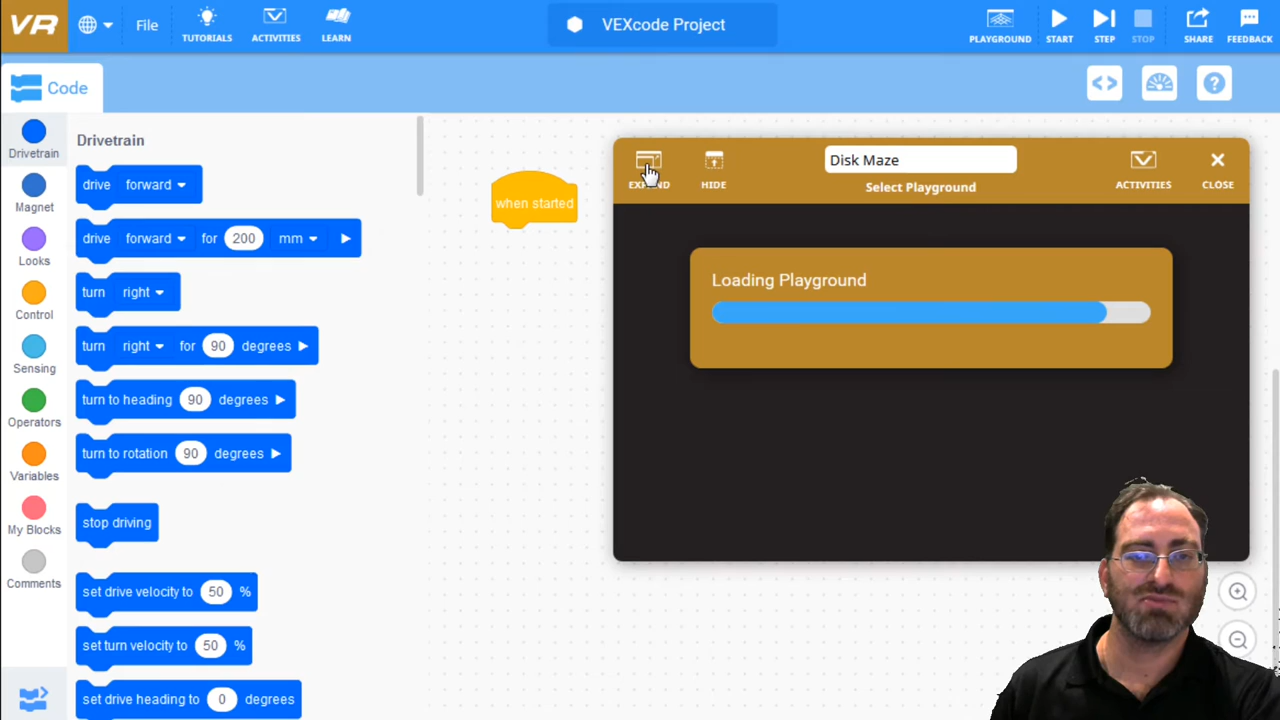 VR
File
TUTORIALS
ACTIVITIES
LEARN
VEXcode Project
PLAYGROUND
START
STEP
STOP
SHARE
FEEDBACK
Code
Drivetrain
Magnet
Looks
Control
Sensing
Operators
Variables
My Blocks
Comments
Drivetrain
drive forward
drive forward for 200 mm
turn right
turn right for 90 degrees
turn to heading 90 degrees
turn to rotation 90 degrees
stop driving
set drive velocity to 50 %
set turn velocity to 50 %
set drive heading to 0 degrees
when started
EXPAND
HIDE
Disk Maze
Select Playground
ACTIVITIES
CLOSE
Loading Playground